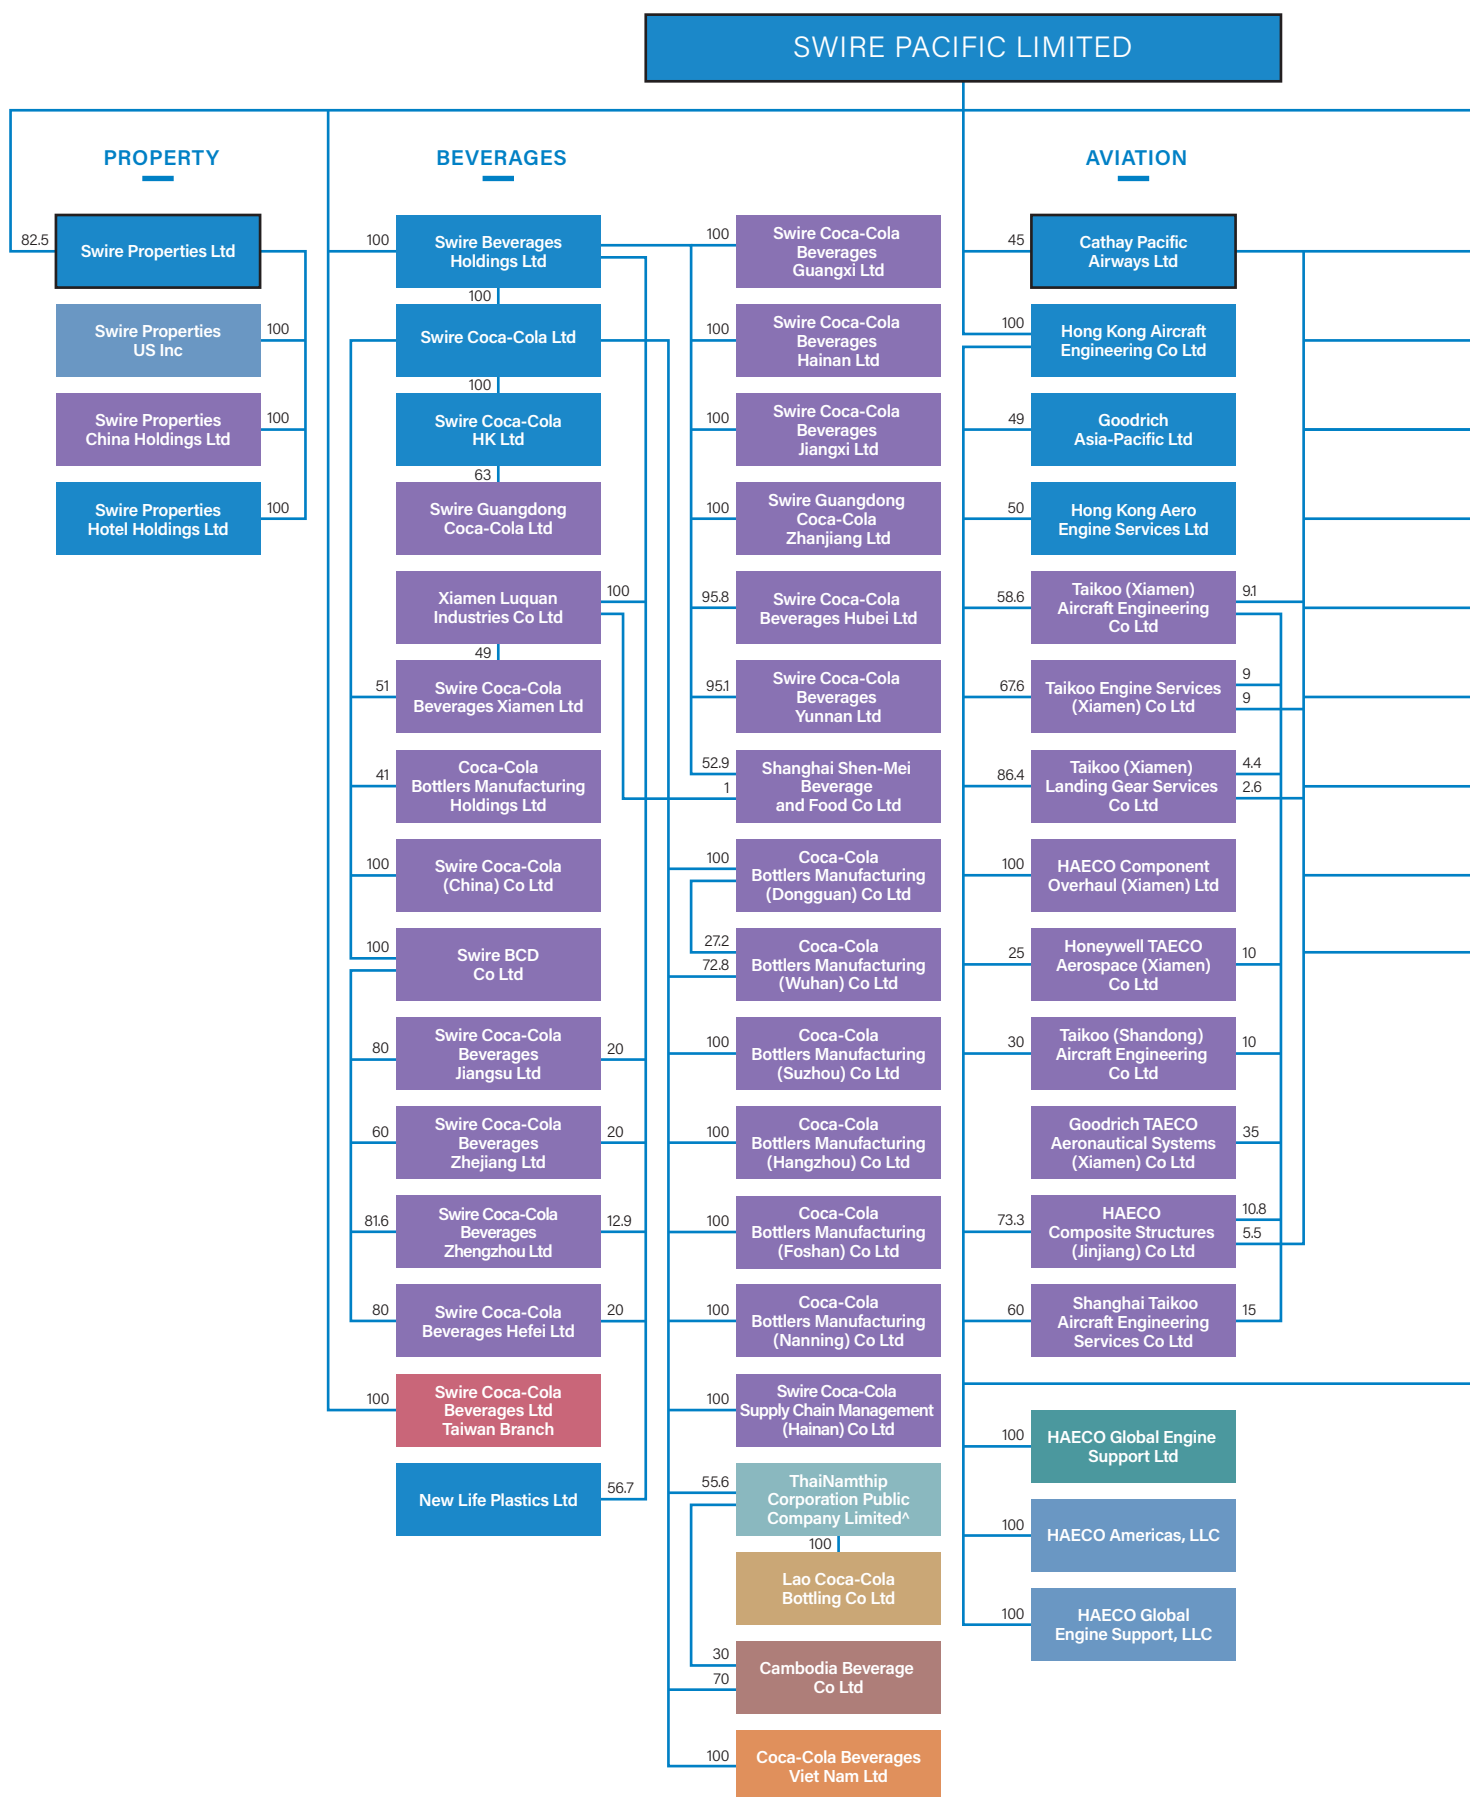 SWIRE PACIFIC LIMITED
PROPERTY
82.5
Swire Properties Ltd
Swire Properties
US Inc
100
Swire Properties
China Holdings Ltd
100
Swire Properties
Hotel Holdings Ltd
100
BEVERAGES
100
Swire Beverages
Holdings Ltd
100
Swire Coca-Cola Ltd
100
Swire Coca-Cola
HK Ltd
63
Swire Guangdong
Coca-Cola Ltd
Xiamen Luquan
Industries Co Ltd
100
49
51
Swire Coca-Cola
Beverages Xiamen Ltd
41
Coca-Cola
Bottlers Manufacturing
Holdings Ltd
100
Swire Coca-Cola
(China) Co Ltd
100
Swire BCD
Co Ltd
80
Swire Coca-Cola
Beverages
Jiangsu Ltd
20
60
Swire Coca-Cola
Beverages
Zhejiang Ltd
20
81.6
Swire Coca-Cola
Beverages
Zhengzhou Ltd
12.9
80
Swire Coca-Cola
Beverages Hefei Ltd
20
100
Swire Coca-Cola
Beverages Ltd
Taiwan Branch
New Life Plastics Ltd
56.7
100
Swire Coca-Cola
Beverages
Guangxi Ltd
100
Swire Coca-Cola
Beverages
Hainan Ltd
100
Swire Coca-Cola
Beverages
Jiangxi Ltd
100
Swire Guangdong
Coca-Cola
Zhanjiang Ltd
95.8
Swire Coca-Cola
Beverages Hubei Ltd
95.1
Swire Coca-Cola
Beverages
Yunnan Ltd
52.9
1
Shanghai Shen-Mei
Beverage
and Food Co Ltd
100
Coca-Cola
Bottlers Manufacturing
(Dongguan) Co Ltd
27.2
72.8
Coca-Cola
Bottlers Manufacturing
(Wuhan) Co Ltd
100
Coca-Cola
Bottlers Manufacturing
(Suzhou) Co Ltd
100
Coca-Cola
Bottlers Manufacturing
(Hangzhou) Co Ltd
100
Coca-Cola
Bottlers Manufacturing
(Foshan) Co Ltd
100
Coca-Cola
Bottlers Manufacturing
(Nanning) Co Ltd
100
Swire Coca-Cola
Supply Chain Management
(Hainan) Co Ltd
55.6
ThaiNamthip
Corporation Public
Company Limited^
100
Lao Coca-Cola
Bottling Co Ltd
30
70
Cambodia Beverage
Co Ltd
100
Coca-Cola Beverages
Viet Nam Ltd
AVIATION
45
Cathay Pacific
Airways Ltd
100
Hong Kong Aircraft
Engineering Co Ltd
49
Goodrich
Asia-Pacific Ltd
50
Hong Kong Aero
Engine Services Ltd
58.6
Taikoo (Xiamen)
Aircraft Engineering
Co Ltd
9.1
67.6
Taikoo Engine Services
(Xiamen) Co Ltd
9
9
86.4
Taikoo (Xiamen)
Landing Gear Services
Co Ltd
4.4
2.6
100
HAECO Component
Overhaul (Xiamen) Ltd
25
Honeywell TAECO
Aerospace (Xiamen)
Co Ltd
10
30
Taikoo (Shandong)
Aircraft Engineering
Co Ltd
10
Goodrich TAECO
Aeronautical Systems
(Xiamen) Co Ltd
35
73.3
HAECO
Composite Structures
(Jinjiang) Co Ltd
10.8
5.5
60
Shanghai Taikoo
Aircraft Engineering
Services Co Ltd
15
100
HAECO Global Engine
Support Ltd
100
HAECO Americas, LLC
100
HAECO Global
Engine Support, LLC